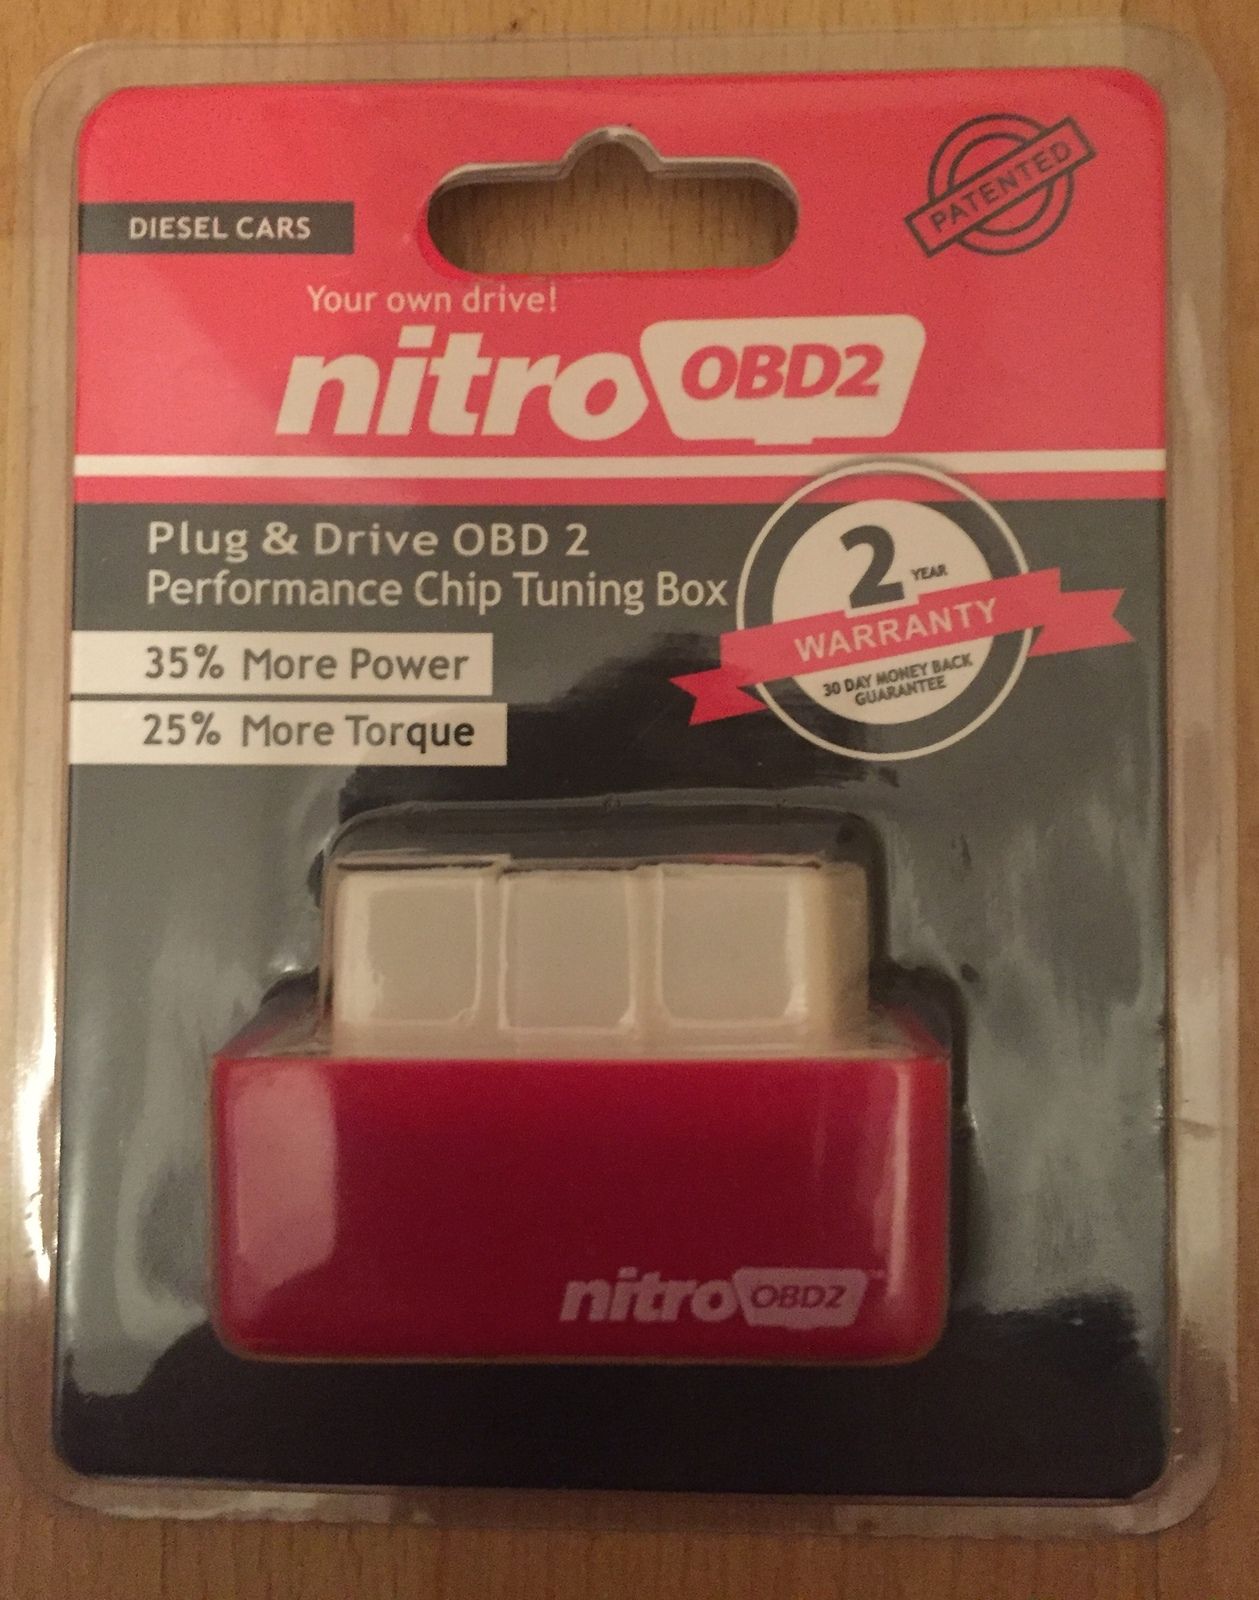 PATENTED
DIESEL CARS
Your own drive!
nitro OBD2
Plug & Drive OBD 2
Performance Chip Tuning Box
35% More Power
25% More Torque
2 YEAR
WARRANTY
30 DAY MONEY BACK
GUARANTEE
nitro OBD2™